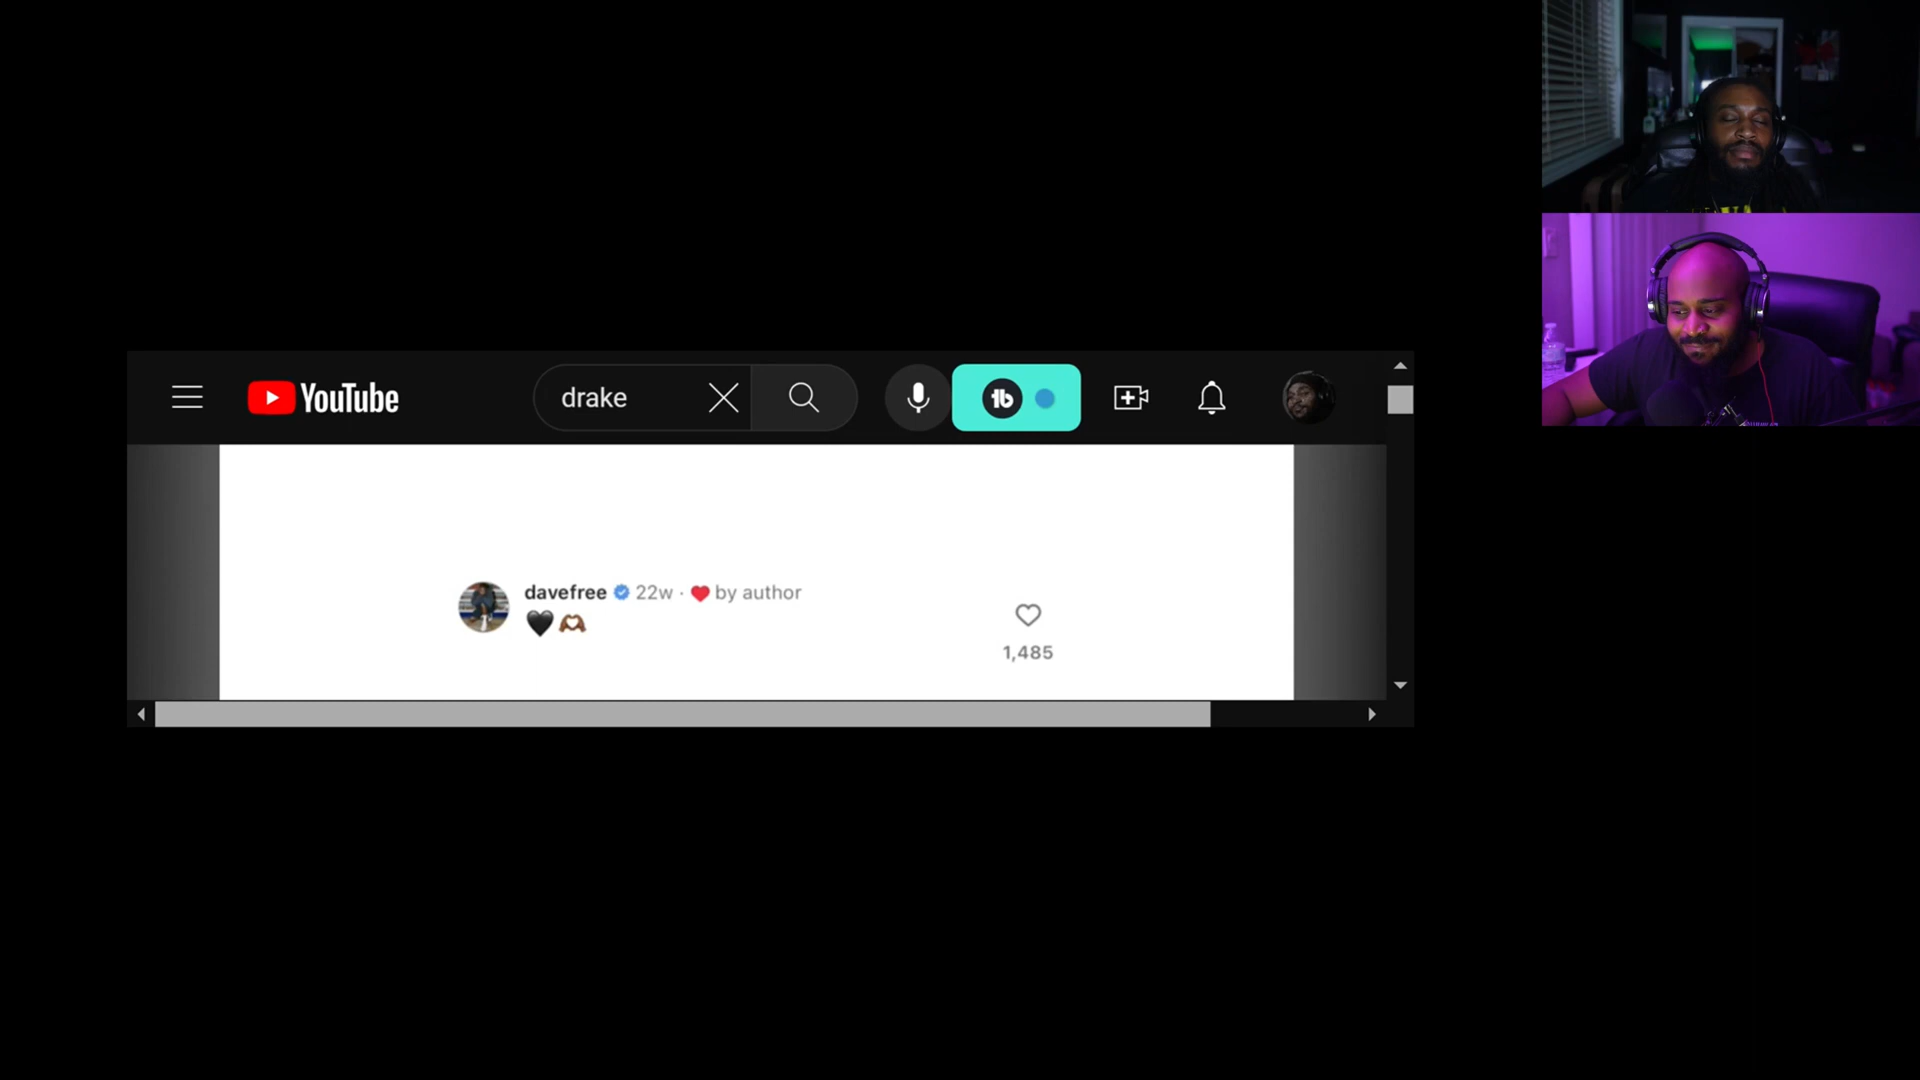 YouTube
drake
davefree 22w · ❤️ by author
🖤🫶🏾
1,485